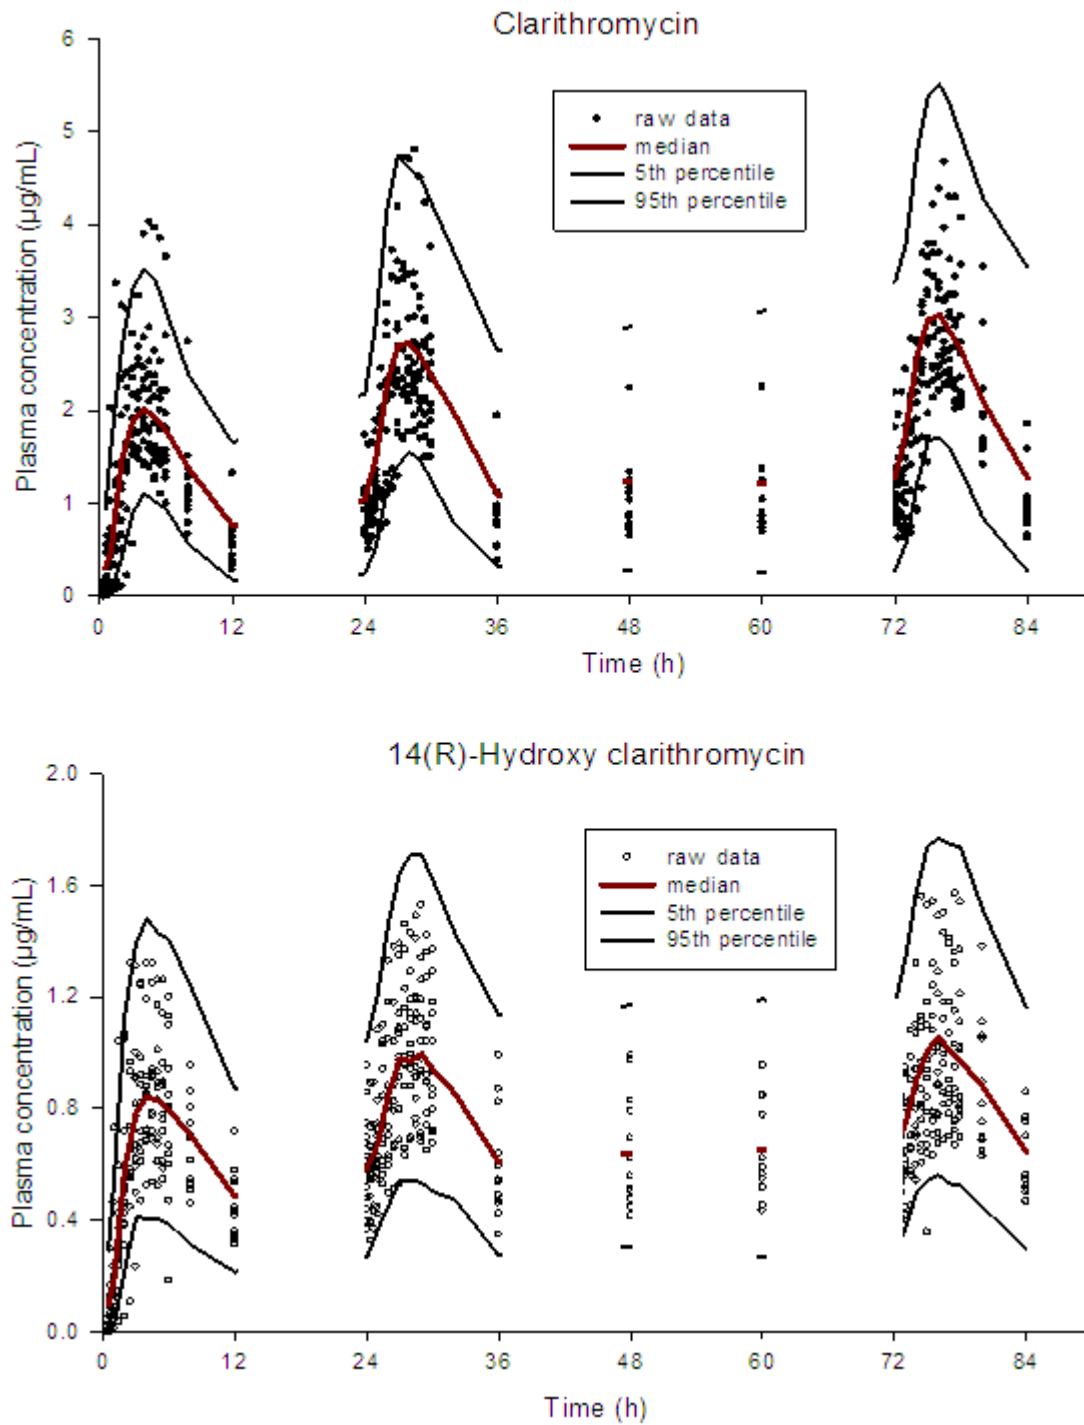 Clarithromycin
6
5
4
3
2
1
0
Plasma concentration (µg/mL)
raw data
median
5th percentile
95th percentile
0 12 24 36 48 60 72 84
Time (h)
14(R)-Hydroxy clarithromycin
2.0
1.6
1.2
0.8
0.4
0.0
Plasma concentration (µg/mL)
raw data
median
5th percentile
95th percentile
0 12 24 36 48 60 72 84
Time (h)